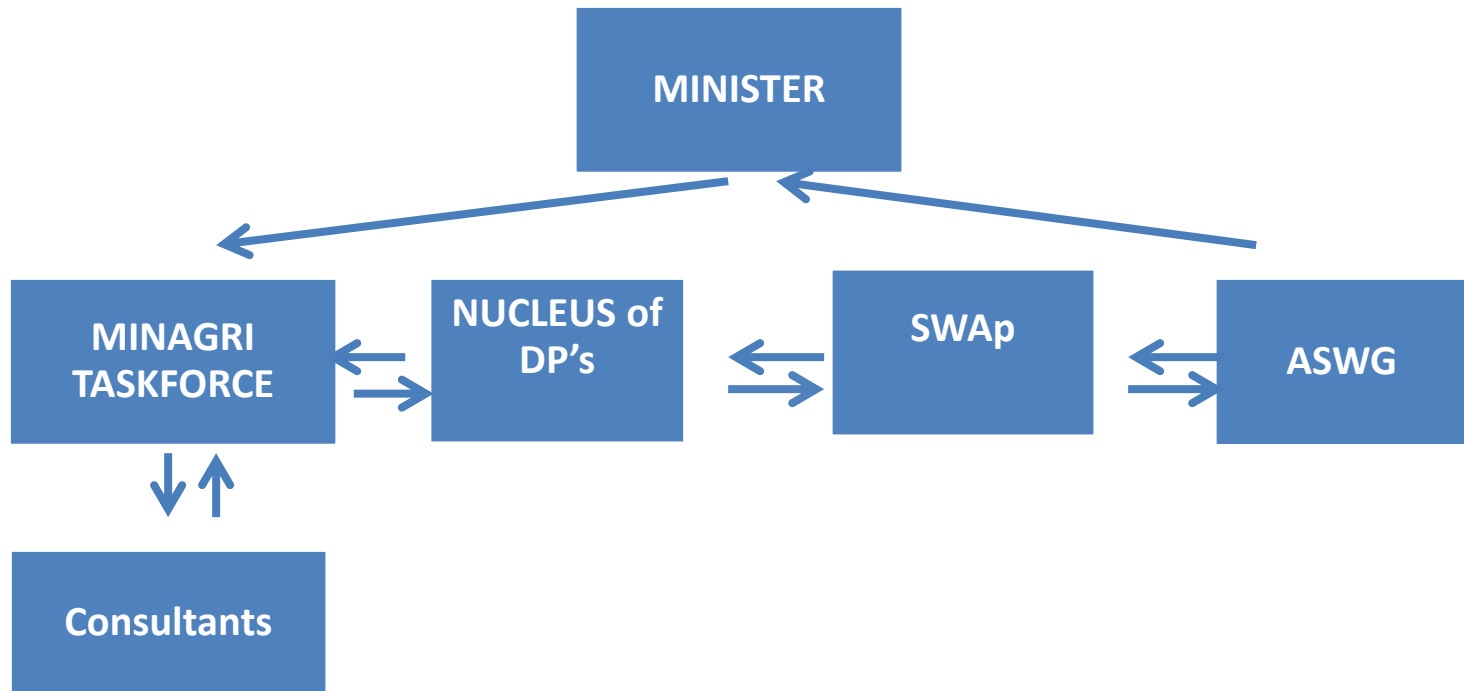 MINISTER
MINAGRI
TASKFORCE
NUCLEUS of
DP’s
SWAp
ASWG
Consultants